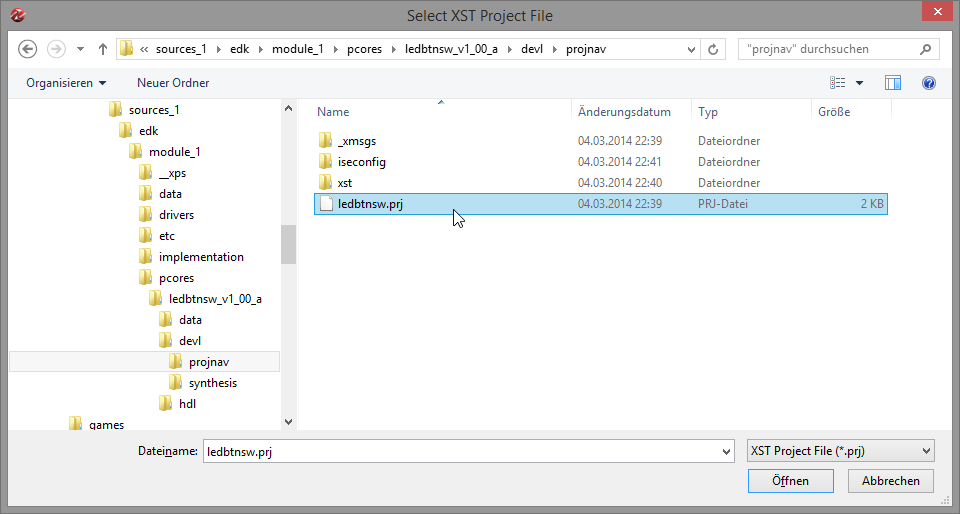 Select XST Project File
« sources_1 edk module_1 pcores ledbtnsw_v1_00_a devl projnav "projnav" durchsuchen
Organisieren Neuer Ordner
sources_1
edk
module_1
__xps
data
drivers
etc
implementation
pcores
ledbtnsw_v1_00_a
data
devl
projnav
synthesis
hdl
games
Name Änderungsdatum Typ Größe
_xmsgs 04.03.2014 22:39 Dateiordner
iseconfig 04.03.2014 22:41 Dateiordner
xst 04.03.2014 22:40 Dateiordner
ledbtnsw.prj 04.03.2014 22:39 PRJ-Datei 2 KB
Dateiname: ledbtnsw.prj XST Project File (*.prj)
Öffnen Abbrechen